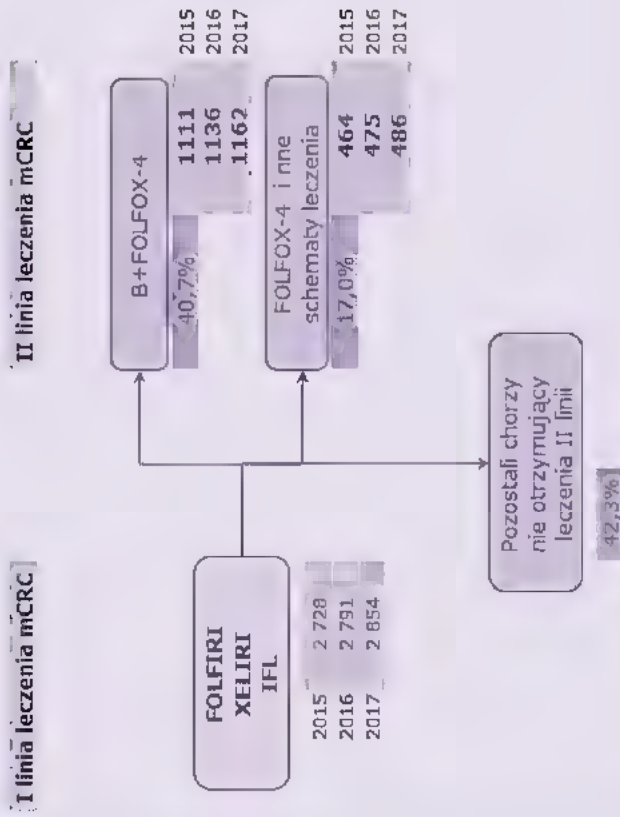 I linia leczenia mCRC
II linia leczenia mCRC
FOLFIRI
XELIRI
IFL
2015 2 728
2016 2 791
2017 2 854
B+FOLFOX-4
40,7%
1111 2015
1136 2016
1162 2017
FOLFOX-4 i nne
schematy leczenia
17,0%
464 2015
475 2016
486 2017
Pozostali chorzy
nie otrzymujący
leczenia II linii
42,3%